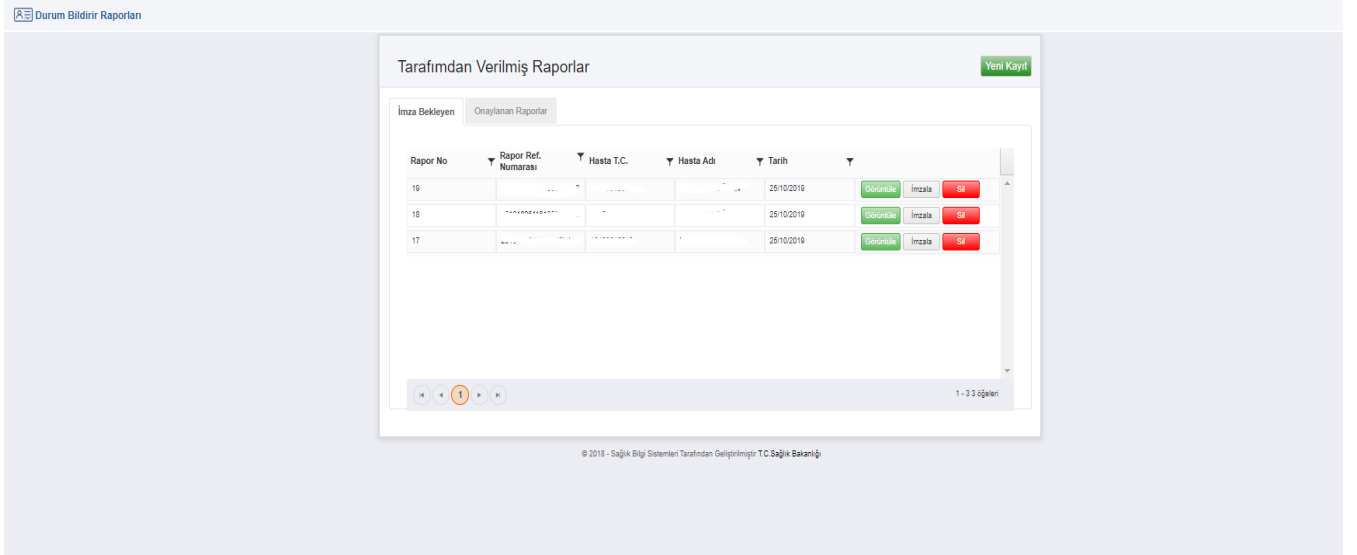 Durum Bildirir Raporları
Tarafımdan Verilmiş Raporlar
Yeni Kayıt
İmza Bekleyen Onaylanan Raporlar
Rapor No Rapor Ref. Numarası Hasta T.C. Hasta Adı Tarih
19 25/10/2019 Görüntüle İmzala Sil
18 25/10/2019 Görüntüle İmzala Sil
17 25/10/2019 Görüntüle İmzala Sil
1 1 - 3 3 öğeleri
© 2018 - Sağlık Bilgi Sistemleri Tarafından Geliştirilmiştir T.C.Sağlık Bakanlığı